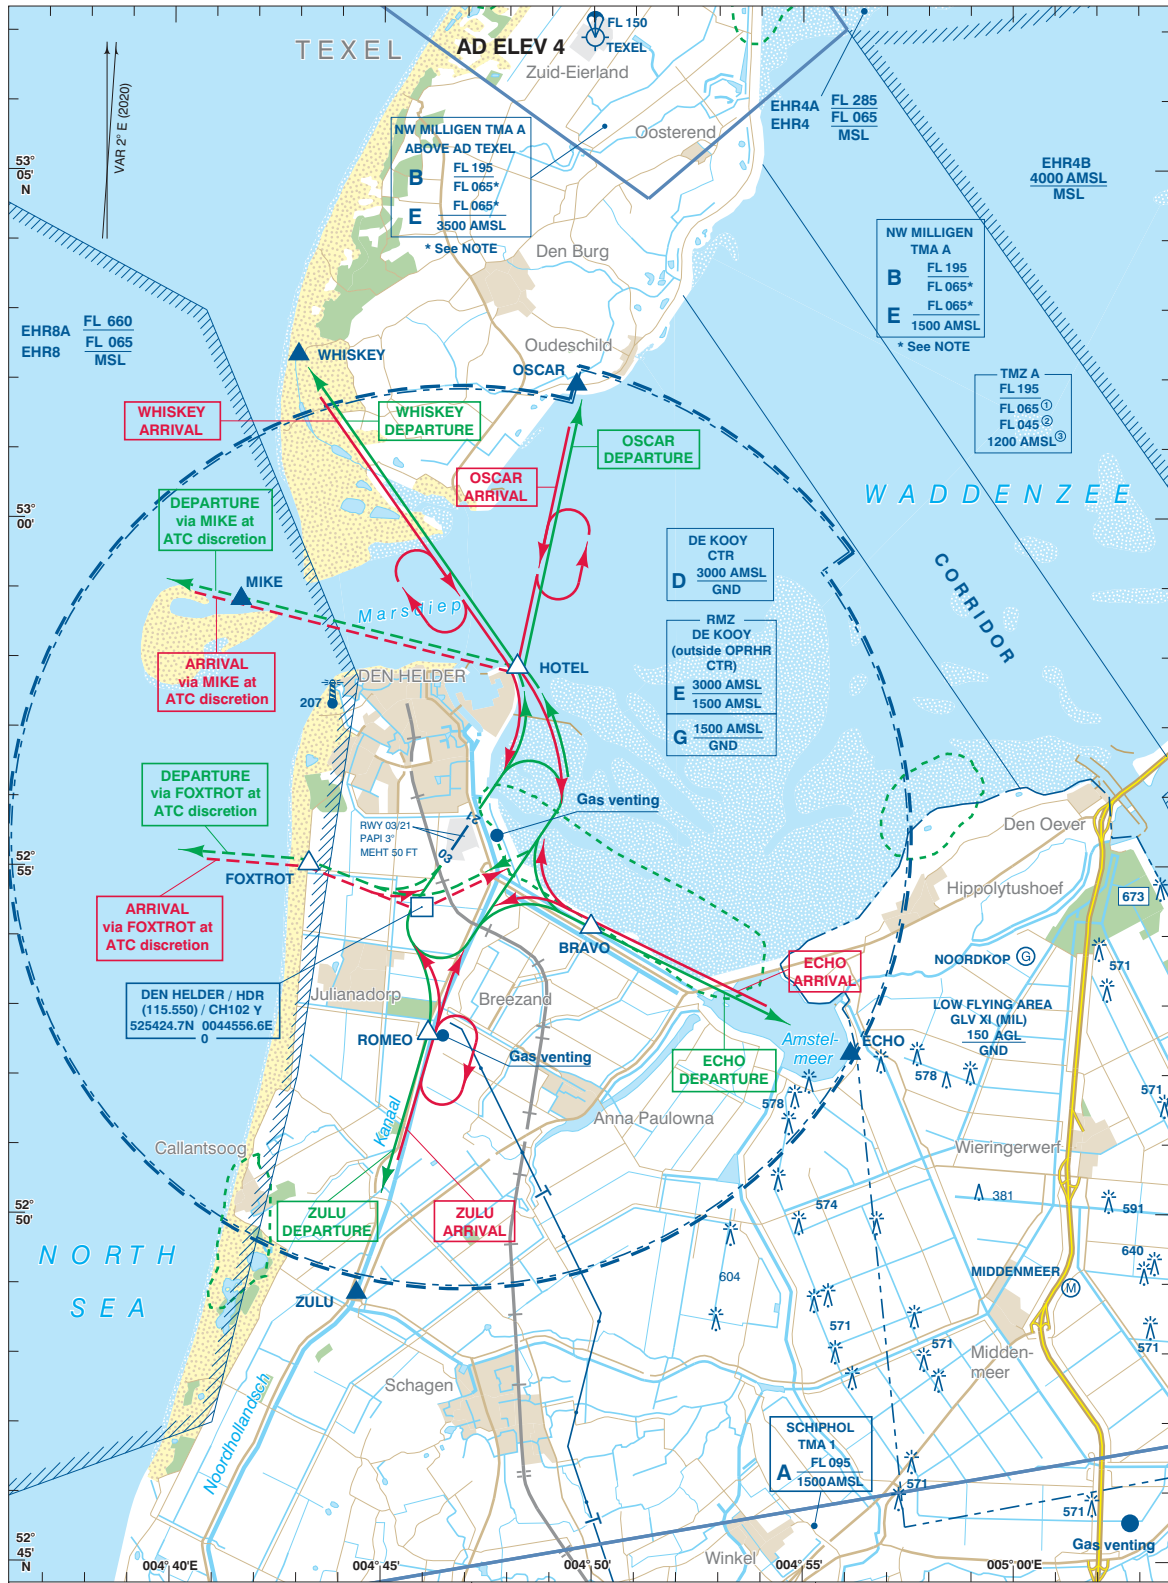 TEXEL
AD ELEV 4
FL 150
TEXEL
Zuid-Eierland
VAR 2° E (2020)
NW MILLIGEN TMA A
ABOVE AD TEXEL
B FL 195
FL 065*
E FL 065*
3500 AMSL
* See NOTE
Oosterend
EHR4A
EHR4
FL 285
FL 065
MSL
EHR4B
4000 AMSL
MSL
53°
05'
N
Den Burg
NW MILLIGEN
TMA A
B FL 195
FL 065*
E FL 065*
1500 AMSL
* See NOTE
EHR8A FL 660
EHR8 FL 065
MSL
WHISKEY
Oudeschild
OSCAR
TMZ A
FL 195
FL 065①
FL 045②
1200 AMSL③
WHISKEY
ARRIVAL
WHISKEY
DEPARTURE
OSCAR
DEPARTURE
OSCAR
ARRIVAL
WADDENZEE
53°
00'
DEPARTURE
via MIKE at
ATC discretion
MIKE
Marsdiep
DE KOOY
CTR
D 3000 AMSL
GND
CORRIDOR
RMZ
DE KOOY
(outside OPRHR
CTR)
E 3000 AMSL
1500 AMSL
G 1500 AMSL
GND
ARRIVAL
via MIKE at
ATC discretion
HOTEL
DEN HELDER
207
DEPARTURE
via FOXTROT at
ATC discretion
Gas venting
RWY 03/21
PAPI 3°
MEHT 50 FT
21
03
Den Oever
52°
55'
FOXTROT
Hippolytushoef
673
ARRIVAL
via FOXTROT at
ATC discretion
BRAVO
ECHO
ARRIVAL
NOORDKOP G
571
DEN HELDER / HDR
(115.550) / CH102 Y
525424.7N 0044556.6E
0
Julianadorp
Breezand
LOW FLYING AREA
GLV XI (MIL)
150 AGL
GND
ROMEO
Gas venting
Amstel-
meer
ECHO
ECHO
DEPARTURE
578
578
571
Anna Paulowna
Kanaal
Callantsoog
Wieringerwerf
52°
50'
ZULU
DEPARTURE
ZULU
ARRIVAL
381
574
591
NORTH
SEA
640
604
MIDDENMEER
M
ZULU
571
571
571
Midden-
meer
Schagen
Noordhollandsch
SCHIPHOL
TMA 1
A FL 095
1500 AMSL
571
571
Gas venting
Winkel
52°
45'
N
004° 40'E
004° 45'
004° 50'
004° 55'
005° 00'E